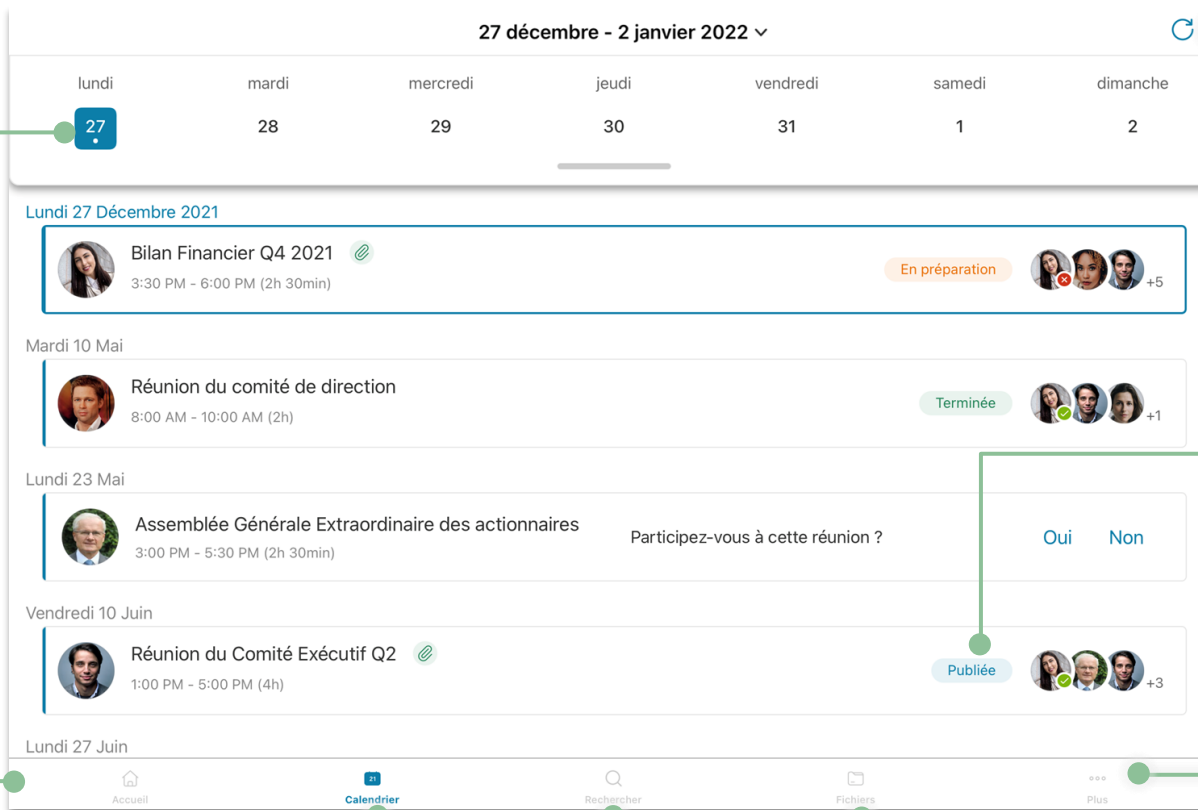 27 décembre - 2 janvier 2022
lundi mardi mercredi jeudi vendredi samedi dimanche
27 28 29 30 31 1 2
Lundi 27 Décembre 2021
Bilan Financier Q4 2021
3:30 PM - 6:00 PM (2h 30min)
En préparation
+5
Mardi 10 Mai
Réunion du comité de direction
8:00 AM - 10:00 AM (2h)
Terminée
+1
Lundi 23 Mai
Assemblée Générale Extraordinaire des actionnaires
3:00 PM - 5:30 PM (2h 30min)
Participez-vous à cette réunion ?
Oui Non
Vendredi 10 Juin
Réunion du Comité Exécutif Q2
1:00 PM - 5:00 PM (4h)
Publiée
+3
Lundi 27 Juin
21
Accueil Calendrier Rechercher Fichiers Plus